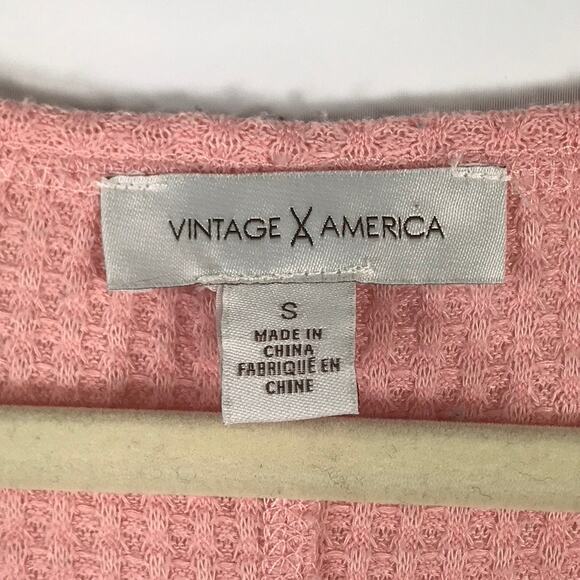 VINTAGE X AMERICA
S
MADE IN
CHINA
FABRIQUÉ EN
CHINE